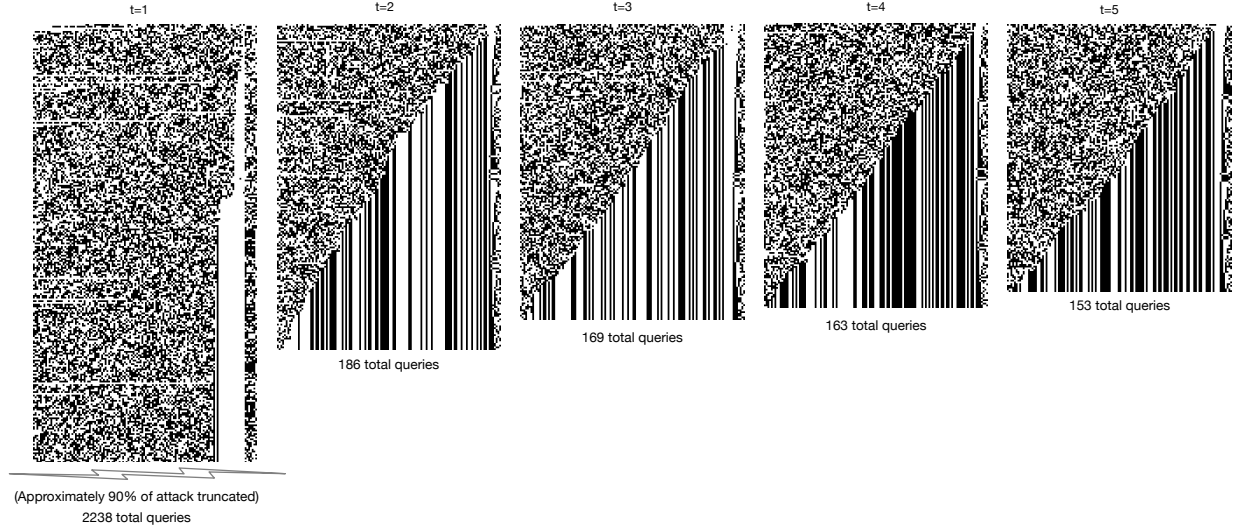 t=1
t=2
t=3
t=4
t=5
186 total queries
169 total queries
163 total queries
153 total queries
(Approximately 90% of attack truncated)
2238 total queries